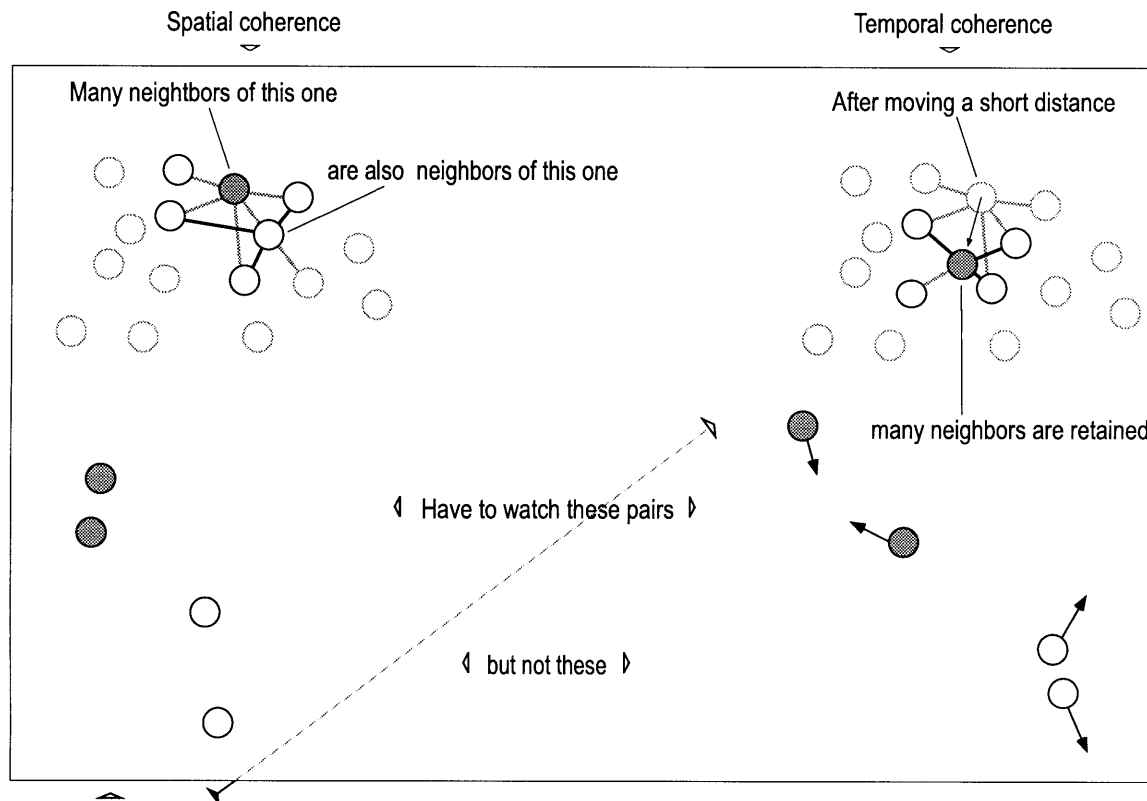 Spatial coherence
Temporal coherence
Many neightbors of this one
are also neighbors of this one
After moving a short distance
many neighbors are retained
Have to watch these pairs
but not these